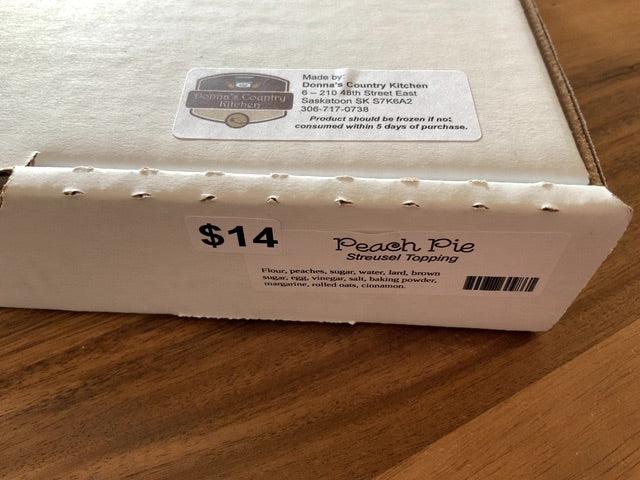 Donna's Country
Kitchen
Made by:
Donna's Country Kitchen
6 – 210 48th Street East
Saskatoon SK S7K6A2
306-717-0738
Product should be frozen if not
consumed within 5 days of purchase.
$14
Peach Pie
Streusel Topping
Flour, peaches, sugar, water, lard, brown
sugar, egg, vinegar, salt, baking powder,
margarine, rolled oats, cinnamon.